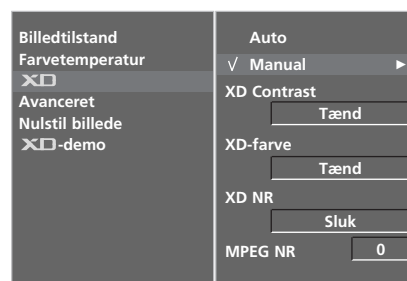 Billedtilstand
Farvetemperatur
XD
Avanceret
Nulstil billede
XD-demo
Auto
√ Manual ►
XD Contrast
Tænd
XD-farve
Tænd
XD NR
Sluk
MPEG NR 0